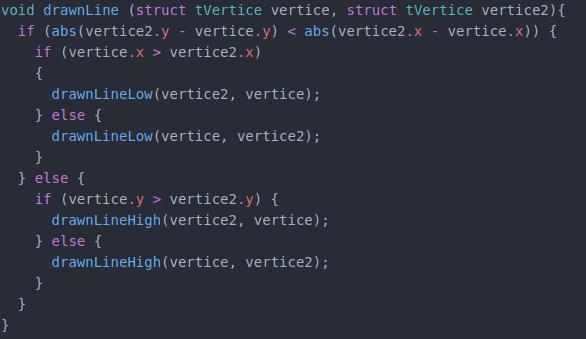 void drawnLine (struct tVertice vertice, struct tVertice vertice2){
  if (abs(vertice2.y - vertice.y) < abs(vertice2.x - vertice.x)) {
    if (vertice.x > vertice2.x)
    {
      drawnLineLow(vertice2, vertice);
    } else {
      drawnLineLow(vertice, vertice2);
    }
  } else {
    if (vertice.y > vertice2.y) {
      drawnLineHigh(vertice2, vertice);
    } else {
      drawnLineHigh(vertice, vertice2);
    }
  }
}